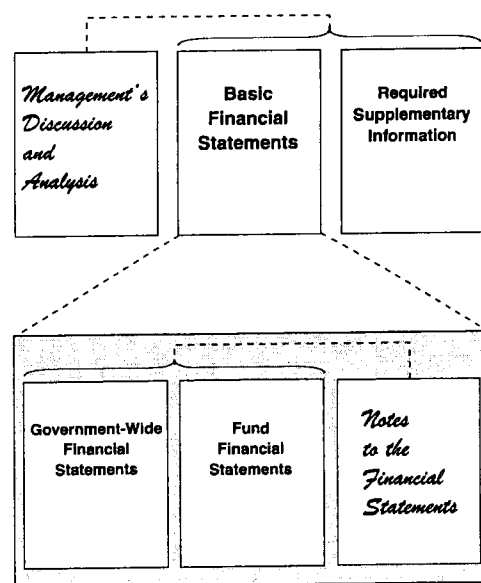 Management's
Discussion
and
Analysis
Basic
Financial
Statements
Required
Supplementary
Information
Government-Wide
Financial
Statements
Fund
Financial
Statements
Notes
to the
Financial
Statements